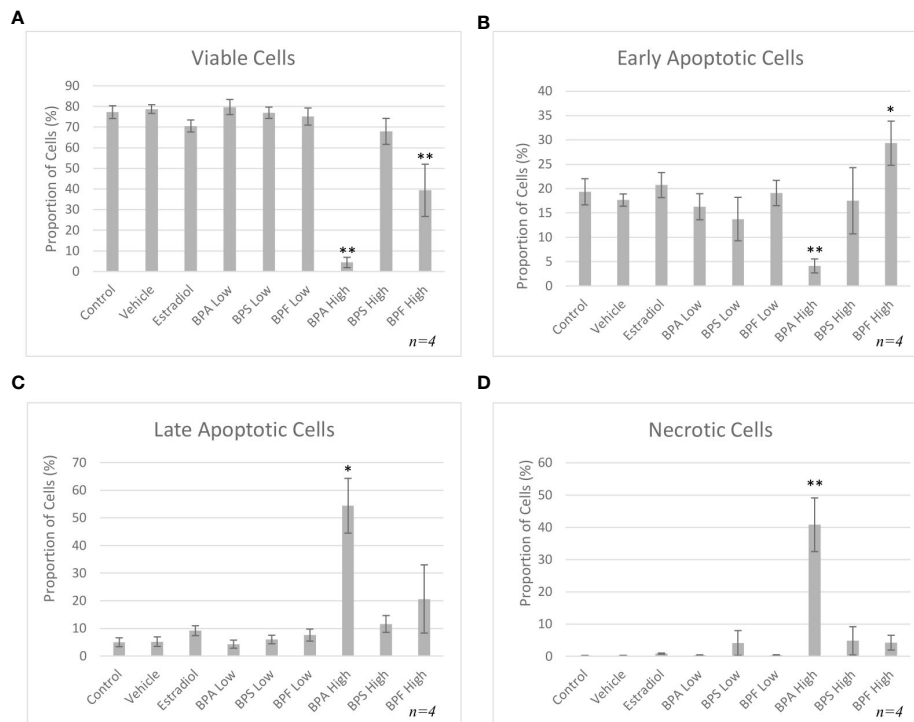 A
Viable Cells
Proportion of Cells (%)
90
80
70
60
50
40
30
20
10
0
**
**
Control
Vehicle
Estradiol
BPA Low
BPS Low
BPF Low
BPA High
BPS High
BPF High
n=4
B
Early Apoptotic Cells
Proportion of Cells (%)
40
35
30
25
20
15
10
5
0
**
*
Control
Vehicle
Estradiol
BPA Low
BPS Low
BPF Low
BPA High
BPS High
BPF High
n=4
C
Late Apoptotic Cells
Proportion of Cells (%)
70
60
50
40
30
20
10
0
*
Control
Vehicle
Estradiol
BPA Low
BPS Low
BPF Low
BPA High
BPS High
BPF High
n=4
D
Necrotic Cells
Proportion of Cells (%)
60
50
40
30
20
10
0
**
Control
Vehicle
Estradiol
BPA Low
BPS Low
BPF Low
BPA High
BPS High
BPF High
n=4